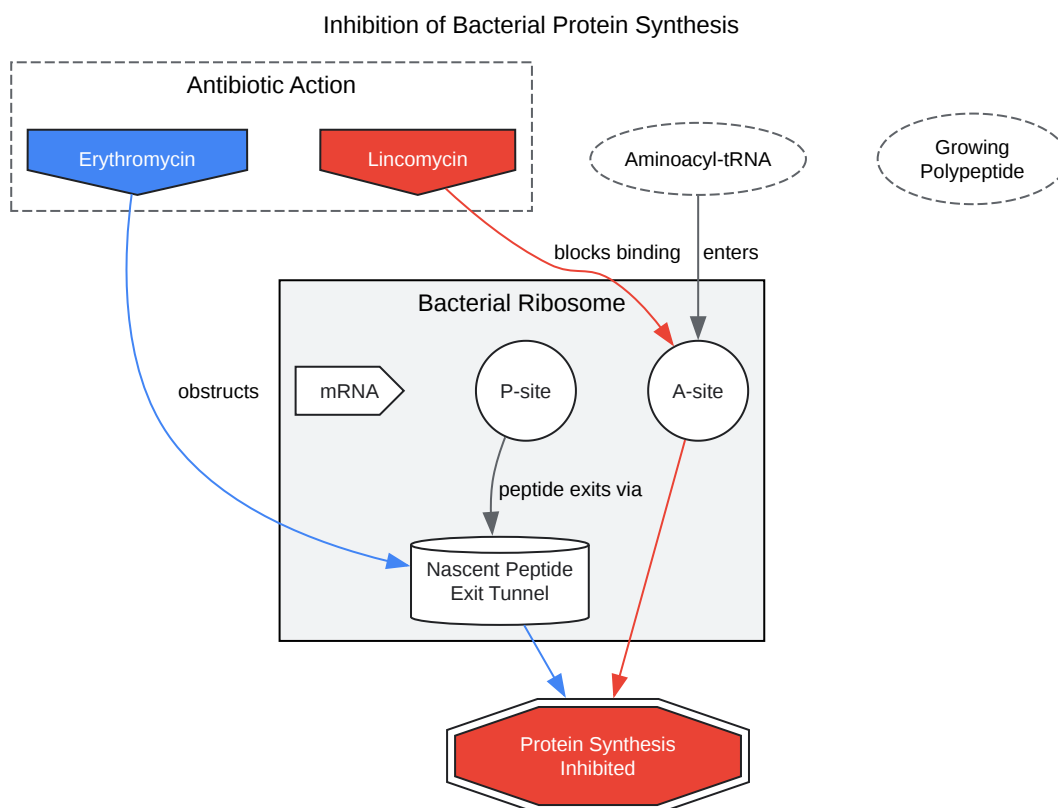 Inhibition of Bacterial Protein Synthesis
Antibiotic Action
Erythromycin
Lincomycin
Aminoacyl-tRNA
Growing
Polypeptide
blocks binding
enters
Bacterial Ribosome
obstructs
mRNA
P-site
A-site
peptide exits via
Nascent Peptide
Exit Tunnel
Protein Synthesis
Inhibited